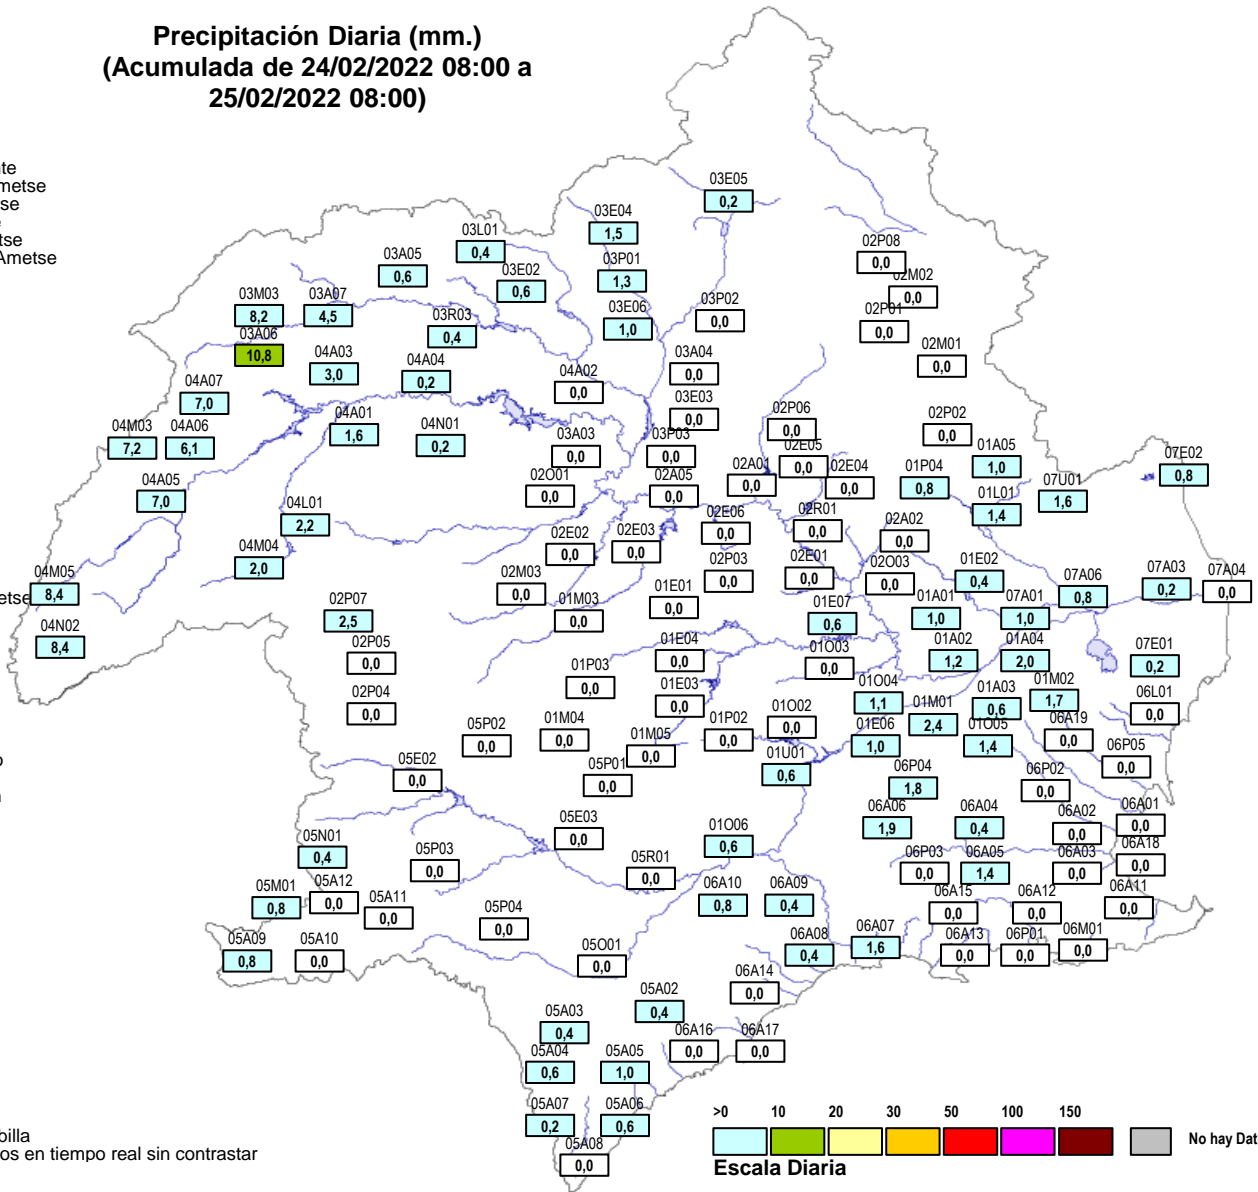 Precipitación Diaria (mm.)
(Acumulada de 24/02/2022 08:00 a
25/02/2022 08:00)
03E05
0,2
03E04
1,5
03L01
0,4
03A05
0,6
03P01
1,3
03E02
0,6
02P08
0,0
02M02
0,0
03M03
8,2
03A07
4,5
03E06
1,0
03P02
0,0
02P01
0,0
03R03
0,4
03A06
10,8
04A03
3,0
04A04
0,2
03A04
0,0
02M01
0,0
04A02
0,0
04A07
7,0
03E03
0,0
04A01
1,6
02P06
0,0
02P02
0,0
04M03
7,2
04A06
6,1
04N01
0,2
03A03
0,0
03P03
0,0
02E05
0,0
01A05
1,0
07E02
0,8
02A01
0,0
02E04
0,0
01P04
0,8
04A05
7,0
02O01
0,0
02A05
0,0
07U01
1,6
01L01
1,4
04L01
2,2
02E06
0,0
02R01
0,0
02A02
0,0
02E02
0,0
02E03
0,0
04M04
2,0
02P03
0,0
02E01
0,0
02O03
0,0
01E02
0,4
04M05
8,4
02M03
0,0
07A06
0,8
07A03
0,2
07A04
0,0
01M03
0,0
01E01
0,0
02P07
2,5
01E07
0,6
01A01
1,0
07A01
1,0
04N02
8,4
02P05
0,0
01E04
0,0
01O03
0,0
01A02
1,2
01A04
2,0
07E01
0,2
01P03
0,0
01E03
0,0
02P04
0,0
01O04
1,1
01A03
0,6
01M02
1,7
06L01
0,0
01M01
2,4
01O02
0,0
05P02
0,0
01M04
0,0
01M05
0,0
01P02
0,0
01E06
1,0
01O05
1,4
06A19
0,0
06P05
0,0
05E02
0,0
05P01
0,0
01U01
0,6
06P04
1,8
06P02
0,0
05E03
0,0
06A06
1,9
06A04
0,4
06A02
0,0
06A01
0,0
05N01
0,4
01O06
0,6
05P03
0,0
05R01
0,0
06P03
0,0
06A05
1,4
06A03
0,0
06A18
0,0
05M01
0,8
05A12
0,0
05A11
0,0
06A10
0,8
06A09
0,4
06A15
0,0
06A12
0,0
06A11
0,0
05P04
0,0
05A09
0,8
05A10
0,0
05O01
0,0
06A08
0,4
06A07
1,6
06A13
0,0
06P01
0,0
06M01
0,0
06A14
0,0
05A02
0,4
05A03
0,4
06A16
0,0
06A17
0,0
05A04
0,6
05A05
1,0
05A07
0,2
05A06
0,6
05A08
0,0
>0 10 20 30 50 100 150
No hay Dat
Escala Diaria
te
metse
tse
e
tse
Ametse
etse
o
n
billa
os en tiempo real sin contrastar